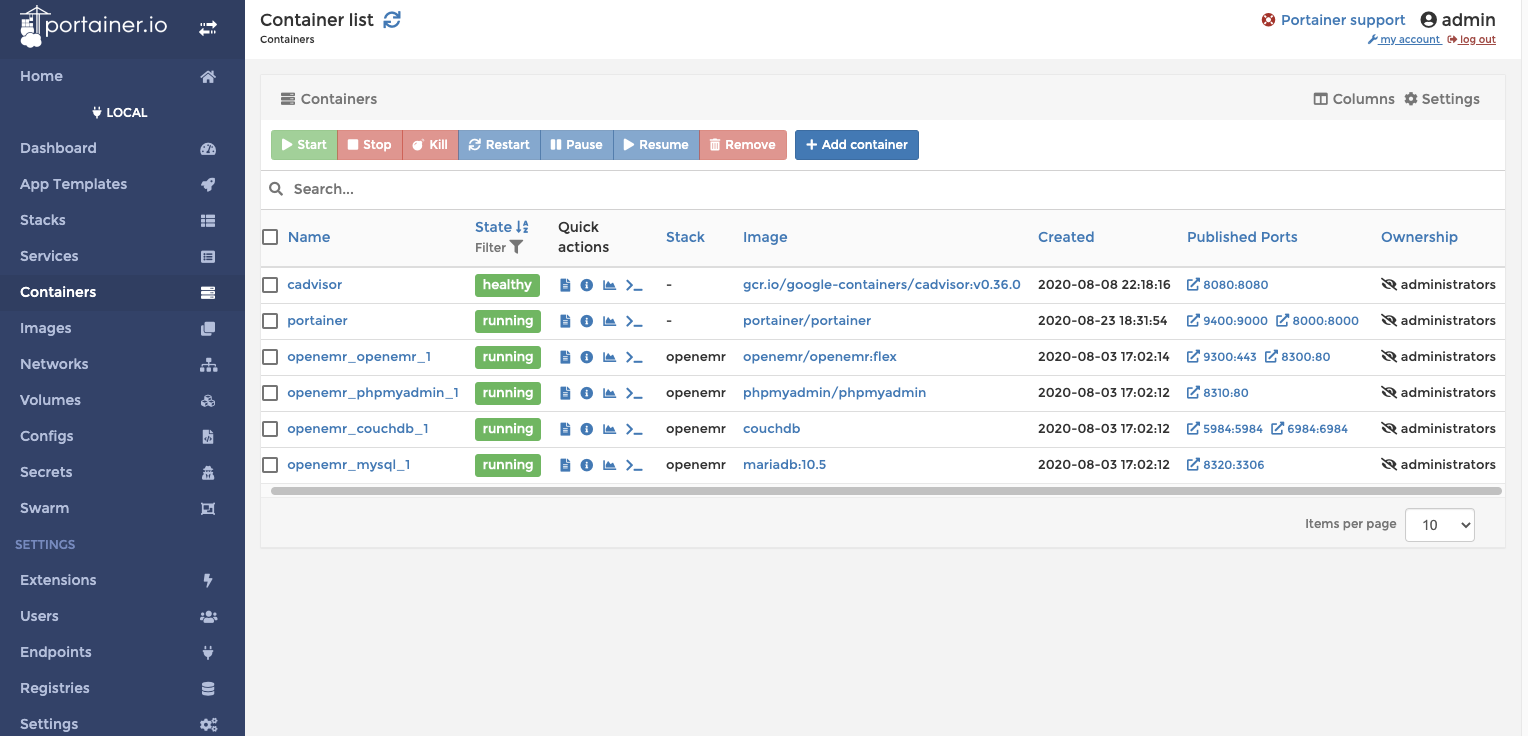 portainer.io
Home
LOCAL
Dashboard
App Templates
Stacks
Services
Containers
Images
Networks
Volumes
Configs
Secrets
Swarm
SETTINGS
Extensions
Users
Endpoints
Registries
Settings
Container list
Containers
Portainer support admin
my account log out
Containers Columns Settings
Start Stop Kill Restart Pause Resume Remove Add container
Search...
Name State Filter Quick actions Stack Image Created Published Ports Ownership
cadvisor healthy - gcr.io/google-containers/cadvisor:v0.36.0 2020-08-08 22:18:16 8080:8080 administrators
portainer running - portainer/portainer 2020-08-23 18:31:54 9400:9000 8000:8000 administrators
openemr_openemr_1 running openemr openemr/openemr:flex 2020-08-03 17:02:14 9300:443 8300:80 administrators
openemr_phpmyadmin_1 running openemr phpmyadmin/phpmyadmin 2020-08-03 17:02:12 8310:80 administrators
openemr_couchdb_1 running openemr couchdb 2020-08-03 17:02:12 5984:5984 6984:6984 administrators
openemr_mysql_1 running openemr mariadb:10.5 2020-08-03 17:02:12 8320:3306 administrators
Items per page 10